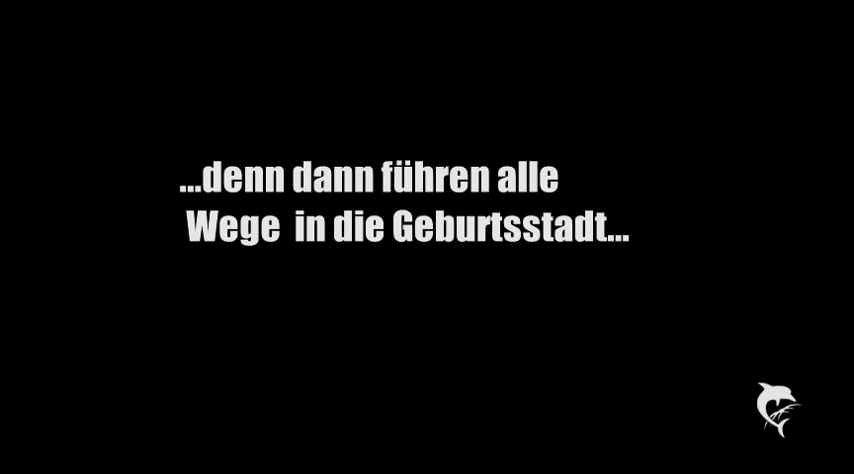 ...denn dann führen alle
Wege in die Geburtsstadt...